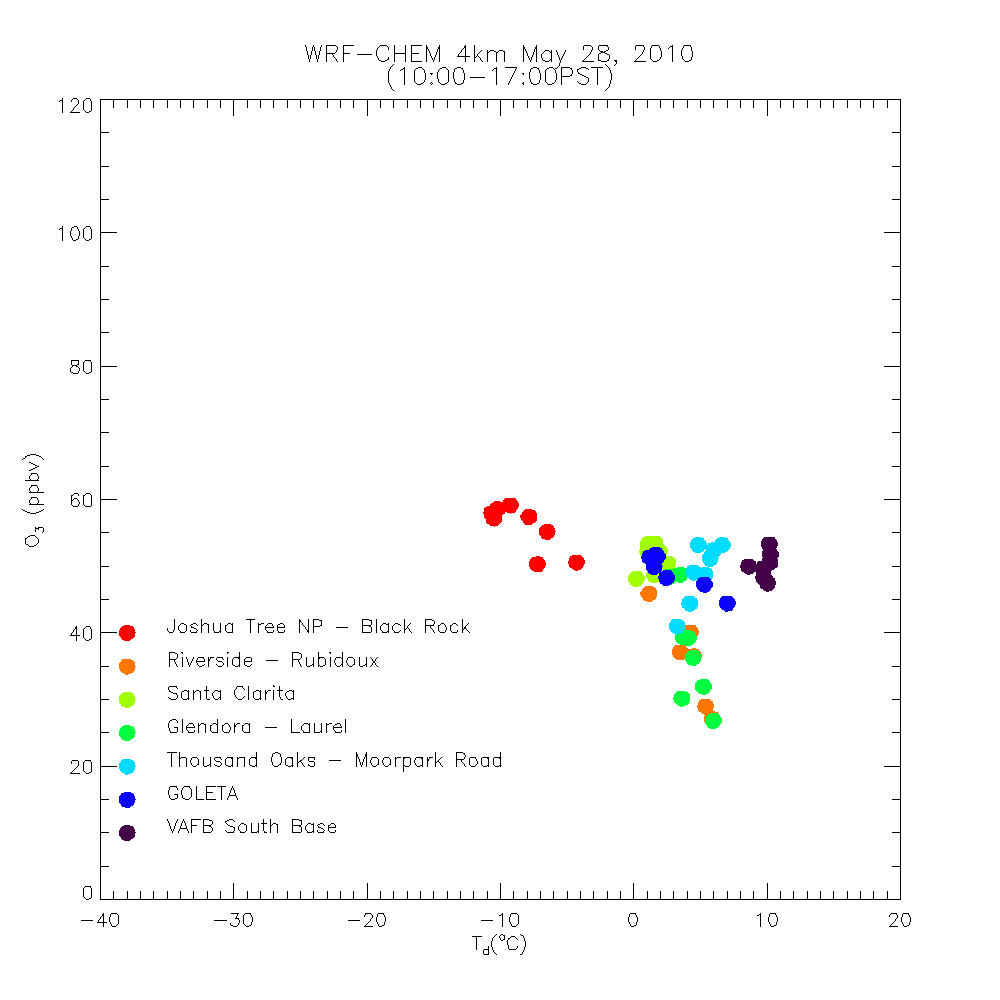 WRF-CHEM 4km May 28, 2010
(10:00-17:00PST)
120
100
80
60
40
20
0
O3 (ppbv)
Joshua Tree NP - Black Rock
Riverside - Rubidoux
Santa Clarita
Glendora - Laurel
Thousand Oaks - Moorpark Road
GOLETA
VAFB South Base
-40 -30 -20 -10 0 10 20
Td(°C)